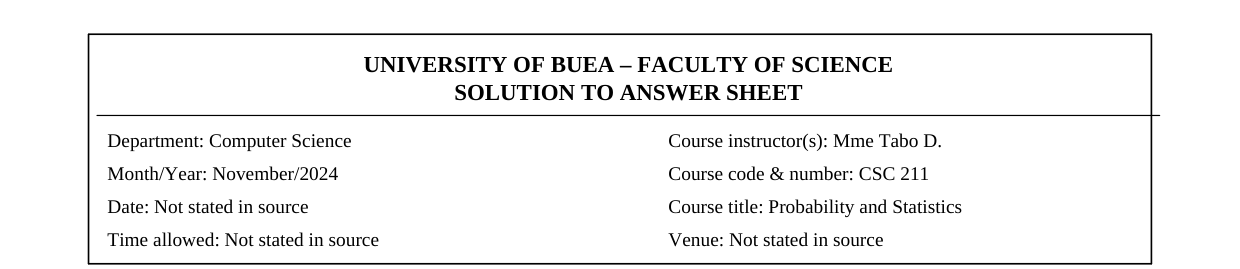 UNIVERSITY OF BUEA – FACULTY OF SCIENCE
SOLUTION TO ANSWER SHEET
Department: Computer Science
Course instructor(s): Mme Tabo D.
Month/Year: November/2024
Course code & number: CSC 211
Date: Not stated in source
Course title: Probability and Statistics
Time allowed: Not stated in source
Venue: Not stated in source